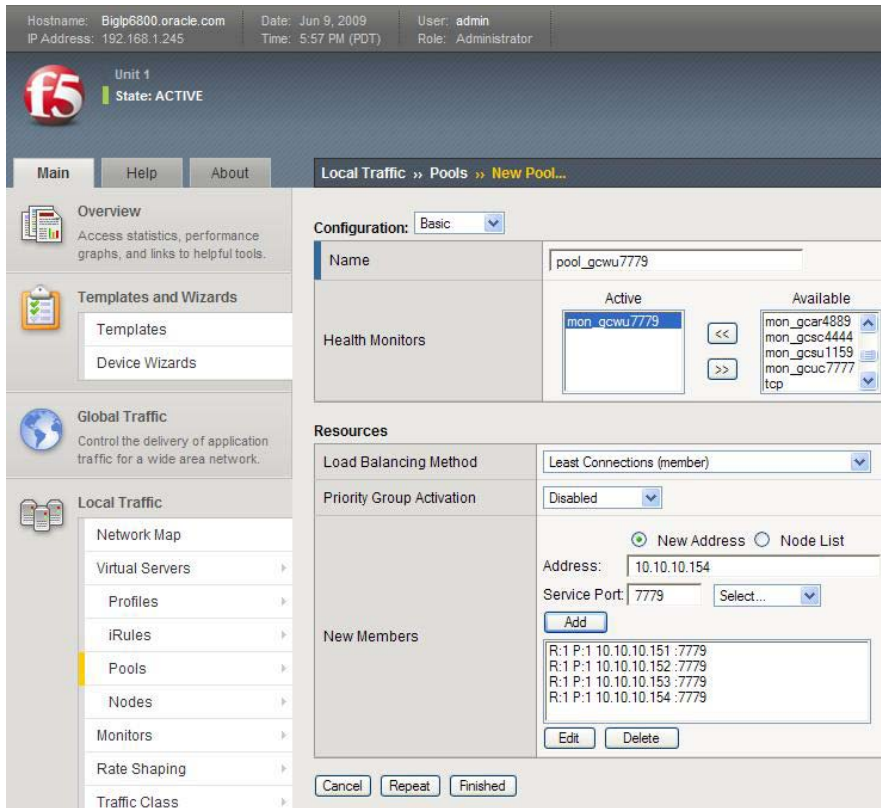 Hostname: BigIp6800.oracle.com Date: Jun 9, 2009 User: admin
IP Address: 192.168.1.245 Time: 5:57 PM (PDT) Role: Administrator
f5
Unit 1
State: ACTIVE
Main Help About
Local Traffic » Pools » New Pool...
Overview
Access statistics, performance
graphs, and links to helpful tools.
Templates and Wizards
Templates
Device Wizards
Global Traffic
Control the delivery of application
traffic for a wide area network.
Local Traffic
Network Map
Virtual Servers
Profiles
iRules
Pools
Nodes
Monitors
Rate Shaping
Traffic Class
Configuration: Basic
Name pool_gcwu7779
Health Monitors
Active
mon_gcwu7779
<<
>>
Available
mon_gcar4889
mon_gcsc4444
mon_gcsu1159
mon_gcuc7777
tcp
Resources
Load Balancing Method Least Connections (member)
Priority Group Activation Disabled
New Members
New Address Node List
Address: 10.10.10.154
Service Port: 7779 Select...
Add
R:1 P:1 10.10.10.151 :7779
R:1 P:1 10.10.10.152 :7779
R:1 P:1 10.10.10.153 :7779
R:1 P:1 10.10.10.154 :7779
Edit Delete
Cancel Repeat Finished